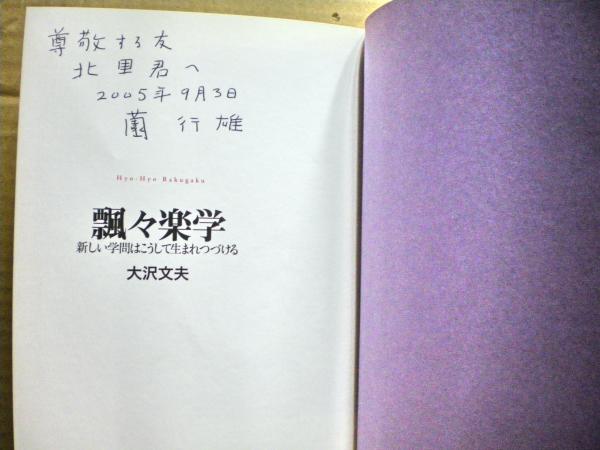 尊敬する友
北里君へ
2005年9月3日
蘭 行雄
Hyo-Hyo Rakugaku
飄々楽学
新しい学問はこうして生まれつづける
大沢文夫